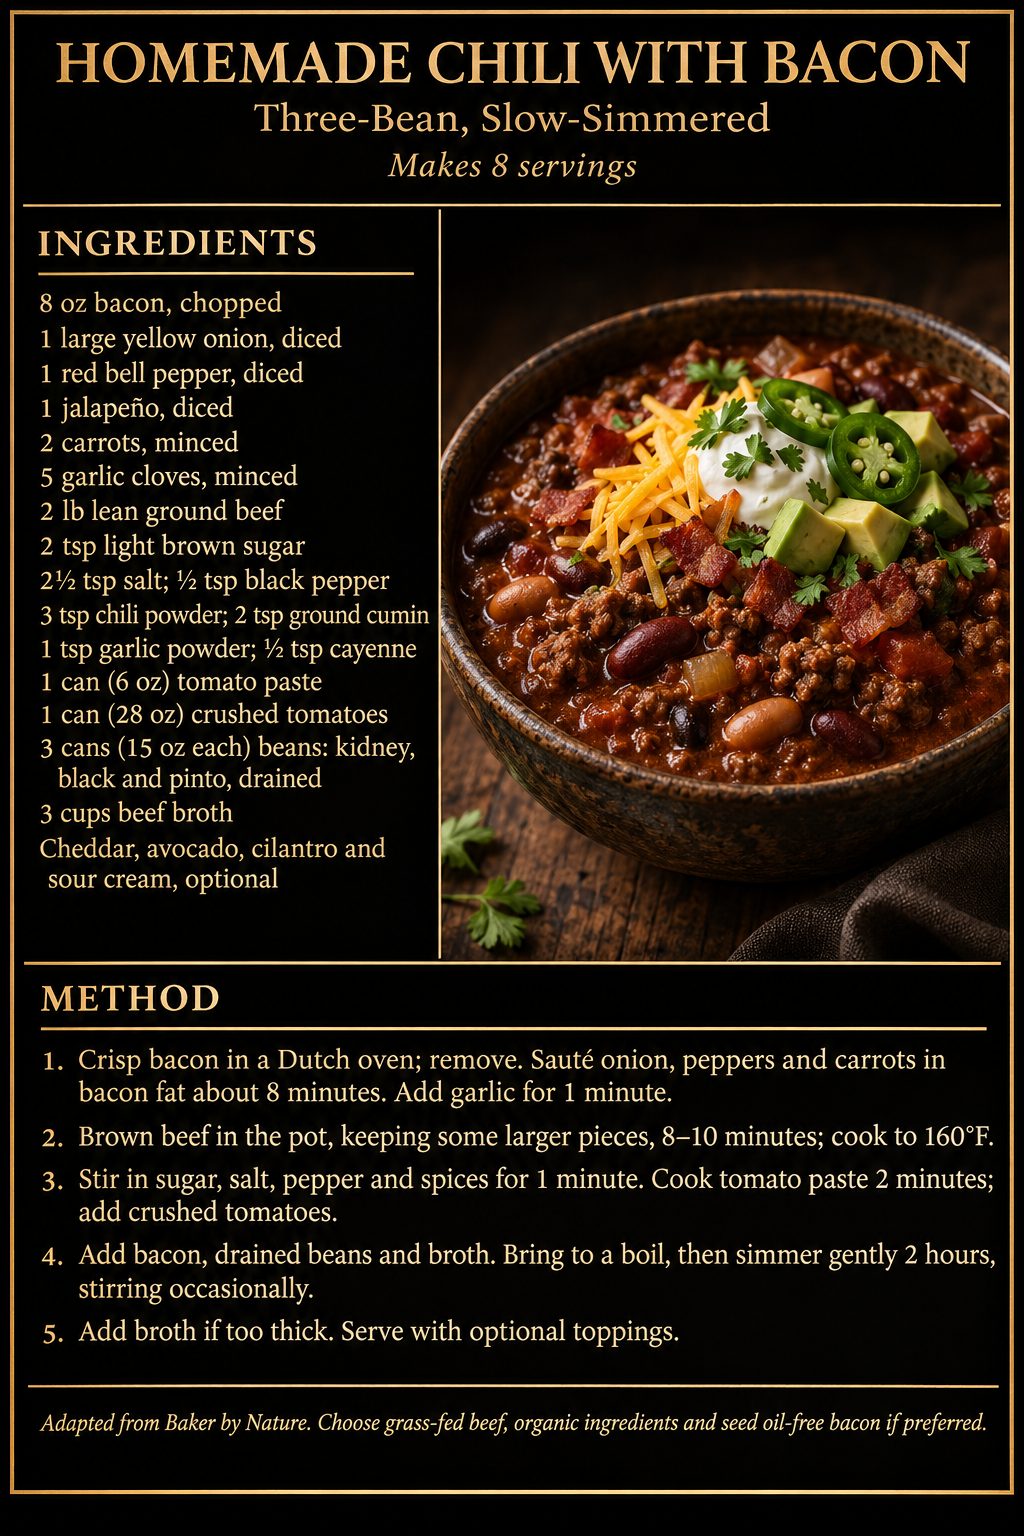 HOMEMADE CHILI WITH BACON
Three-Bean, Slow-Simmered
Makes 8 servings
INGREDIENTS
8 oz bacon, chopped
1 large yellow onion, diced
1 red bell pepper, diced
1 jalapeño, diced
2 carrots, minced
5 garlic cloves, minced
2 lb lean ground beef
2 tsp light brown sugar
2½ tsp salt; ½ tsp black pepper
3 tsp chili powder; 2 tsp ground cumin
1 tsp garlic powder; ½ tsp cayenne
1 can (6 oz) tomato paste
1 can (28 oz) crushed tomatoes
3 cans (15 oz each) beans: kidney,
black and pinto, drained
3 cups beef broth
Cheddar, avocado, cilantro and
sour cream, optional
METHOD
1. Crisp bacon in a Dutch oven; remove. Sauté onion, peppers and carrots in
bacon fat about 8 minutes. Add garlic for 1 minute.
2. Brown beef in the pot, keeping some larger pieces, 8–10 minutes; cook to 160°F.
3. Stir in sugar, salt, pepper and spices for 1 minute. Cook tomato paste 2 minutes;
add crushed tomatoes.
4. Add bacon, drained beans and broth. Bring to a boil, then simmer gently 2 hours,
stirring occasionally.
5. Add broth if too thick. Serve with optional toppings.
Adapted from Baker by Nature. Choose grass-fed beef, organic ingredients and seed oil-free bacon if preferred.